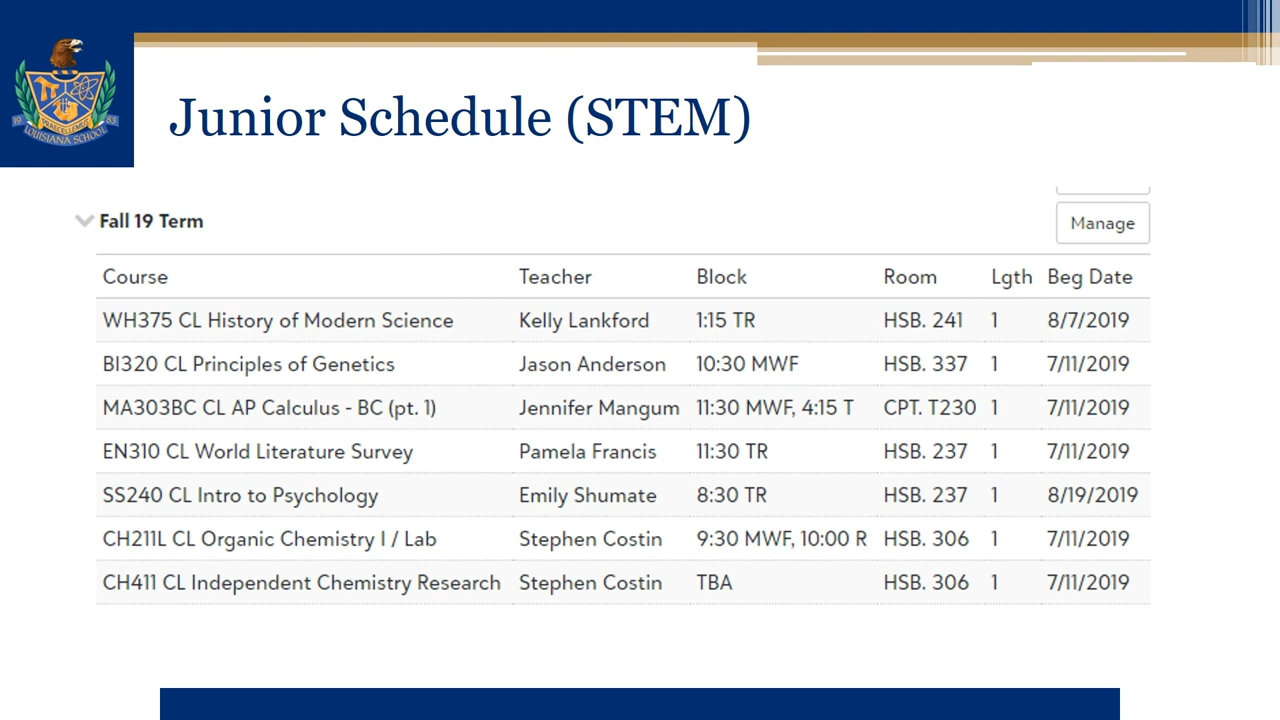 19 83
LOUISIANA SCHOOL
Junior Schedule (STEM)
Fall 19 Term
Manage
Course Teacher Block Room Lgth Beg Date
WH375 CL History of Modern Science Kelly Lankford 1:15 TR HSB. 241 1 8/7/2019
BI320 CL Principles of Genetics Jason Anderson 10:30 MWF HSB. 337 1 7/11/2019
MA303BC CL AP Calculus - BC (pt. 1) Jennifer Mangum 11:30 MWF, 4:15 T CPT. T230 1 7/11/2019
EN310 CL World Literature Survey Pamela Francis 11:30 TR HSB. 237 1 7/11/2019
SS240 CL Intro to Psychology Emily Shumate 8:30 TR HSB. 237 1 8/19/2019
CH211L CL Organic Chemistry I / Lab Stephen Costin 9:30 MWF, 10:00 R HSB. 306 1 7/11/2019
CH411 CL Independent Chemistry Research Stephen Costin TBA HSB. 306 1 7/11/2019